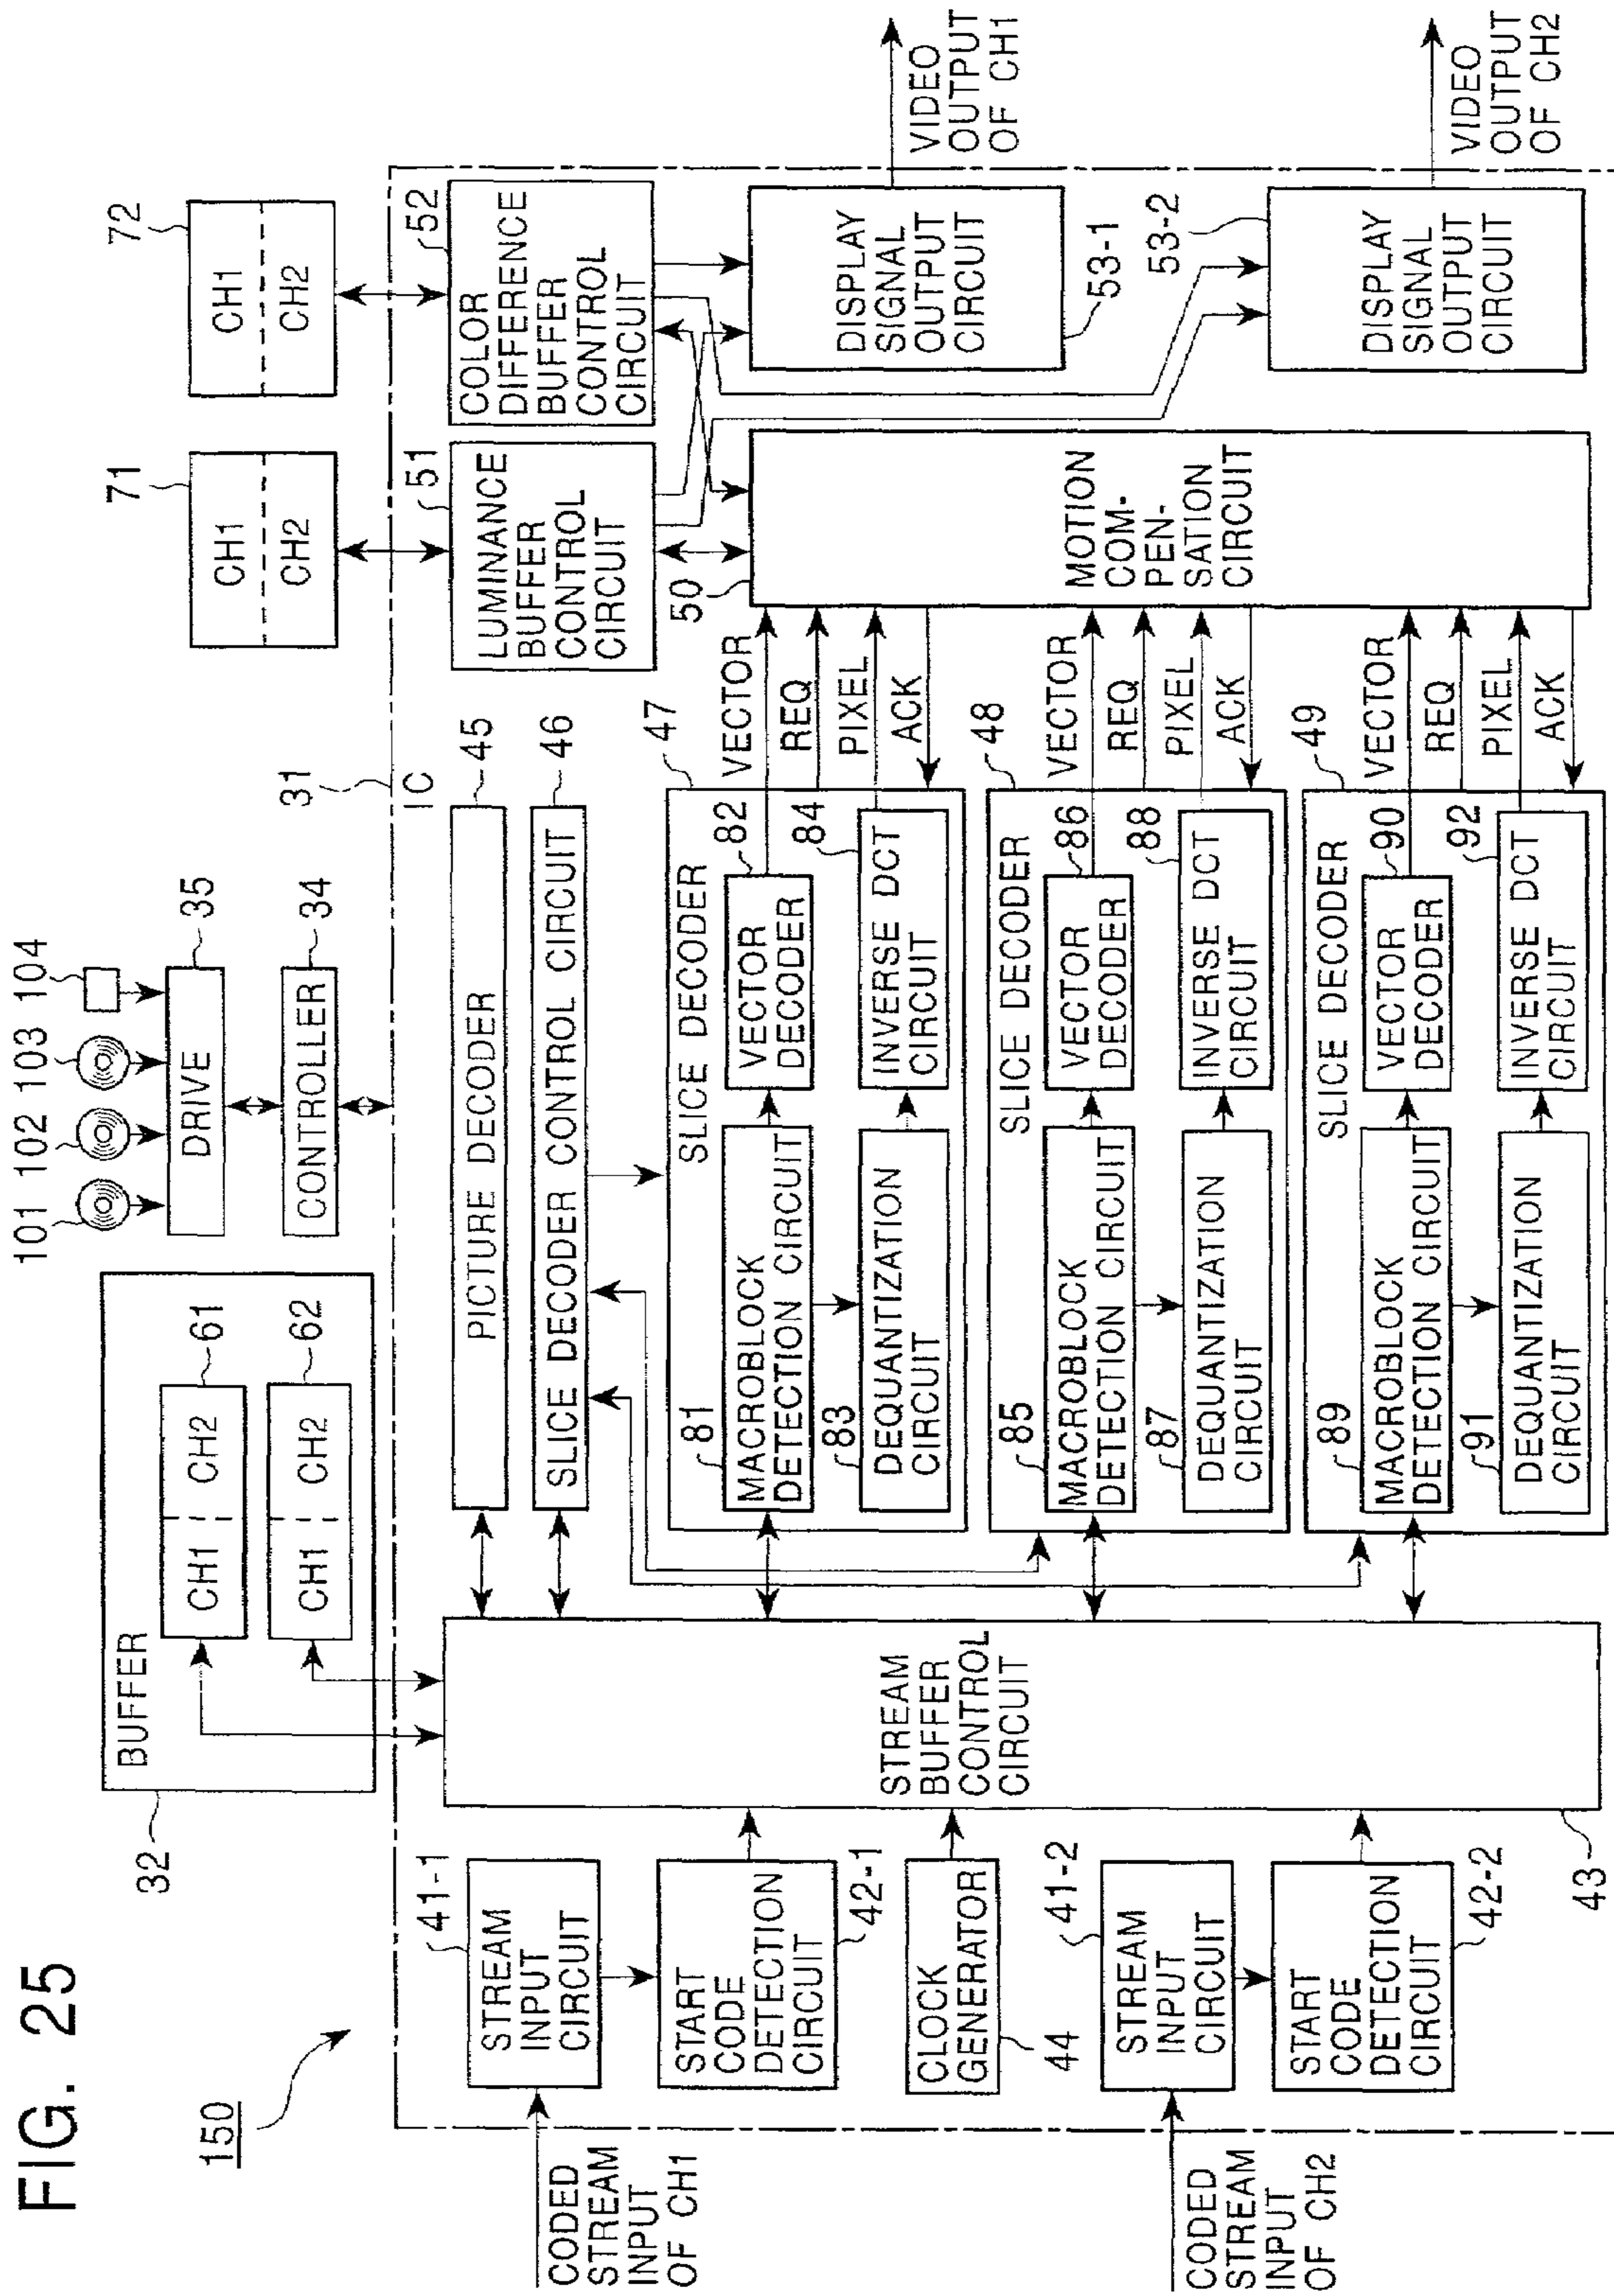 FIG. 25
150
BUFFER
32
CH1
CH2
61
CH1
CH2
62
101
102
103
104
DRIVE
35
CONTROLLER
34
31
IC
71
CH1
CH2
72
CH1
CH2
CODED
STREAM
INPUT
OF CH1
41-1
STREAM
INPUT
CIRCUIT
START
CODE
DETECTION
CIRCUIT
42-1
CLOCK
GENERATOR
44
CODED
STREAM
INPUT
OF CH2
41-2
STREAM
INPUT
CIRCUIT
START
CODE
DETECTION
CIRCUIT
42-2
STREAM
BUFFER
CONTROL
CIRCUIT
43
PICTURE DECODER
45
SLICE DECODER CONTROL CIRCUIT
46
SLICE DECODER
47
81
MACROBLOCK
DETECTION CIRCUIT
82
VECTOR
DECODER
83
DEQUANTIZATION
CIRCUIT
84
INVERSE DCT
CIRCUIT
VECTOR
REQ
PIXEL
ACK
SLICE DECODER
48
85
MACROBLOCK
DETECTION CIRCUIT
86
VECTOR
DECODER
87
DEQUANTIZATION
CIRCUIT
88
INVERSE DCT
CIRCUIT
VECTOR
REQ
PIXEL
ACK
SLICE DECODER
49
89
MACROBLOCK
DETECTION CIRCUIT
90
VECTOR
DECODER
91
DEQUANTIZATION
CIRCUIT
92
INVERSE DCT
CIRCUIT
VECTOR
REQ
PIXEL
ACK
51
LUMINANCE
BUFFER
CONTROL
CIRCUIT
52
COLOR
DIFFERENCE
BUFFER
CONTROL
CIRCUIT
50
MOTION
COM-
PEN-
SATION
CIRCUIT
DISPLAY
SIGNAL
OUTPUT
CIRCUIT
53-1
VIDEO
OUTPUT
OF CH1
53-2
DISPLAY
SIGNAL
OUTPUT
CIRCUIT
VIDEO
OUTPUT
OF CH2